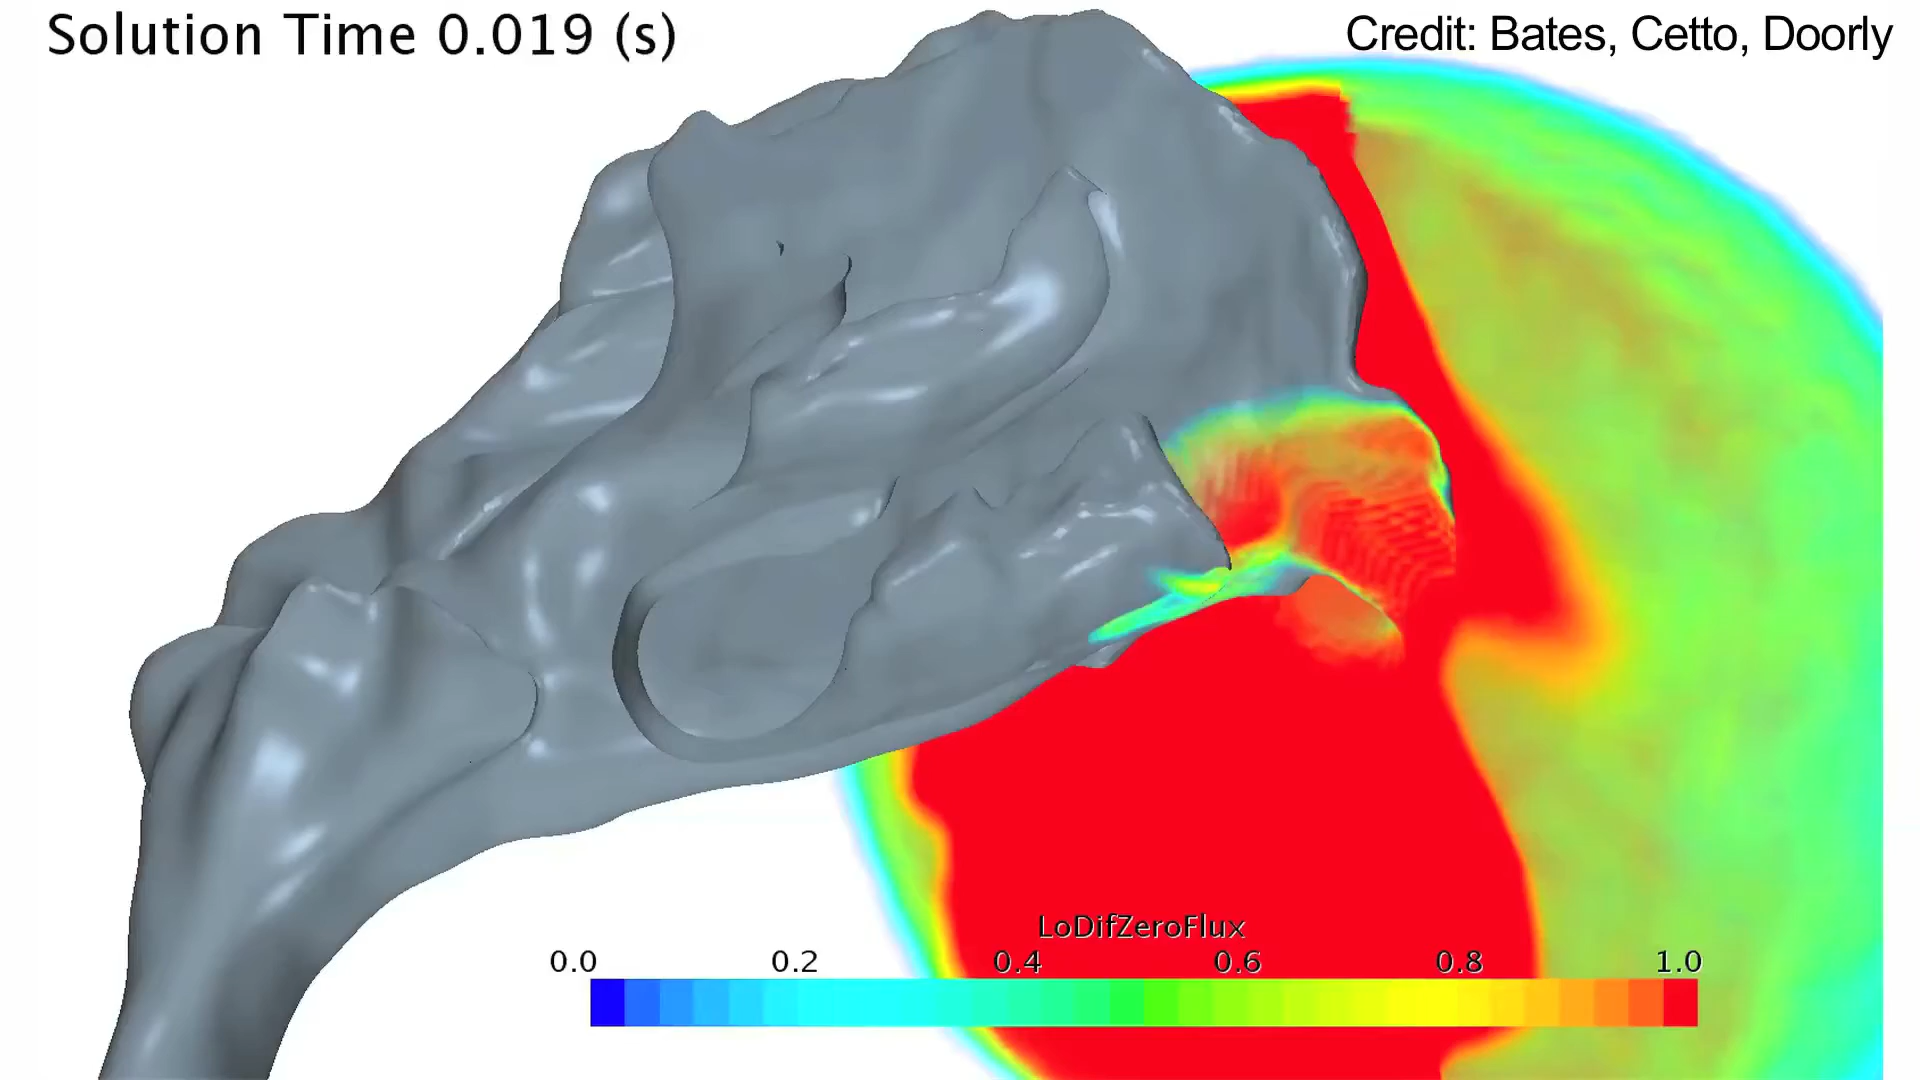 Solution Time 0.019 (s)
Credit: Bates, Cetto, Doorly
LoDifZeroFlux
0.0 0.2 0.4 0.6 0.8 1.0